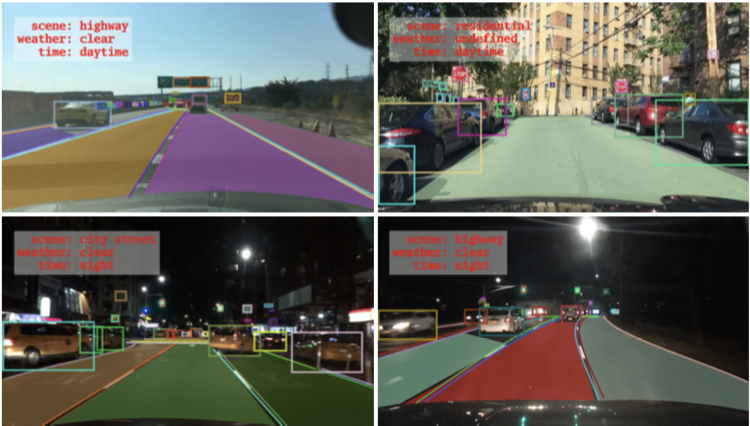 scene: highway
weather: clear
time: daytime
scene: residential
weather: undefined
time: daytime
STOP
scene: city street
weather: clear
time: night
scene: highway
weather: clear
time: night